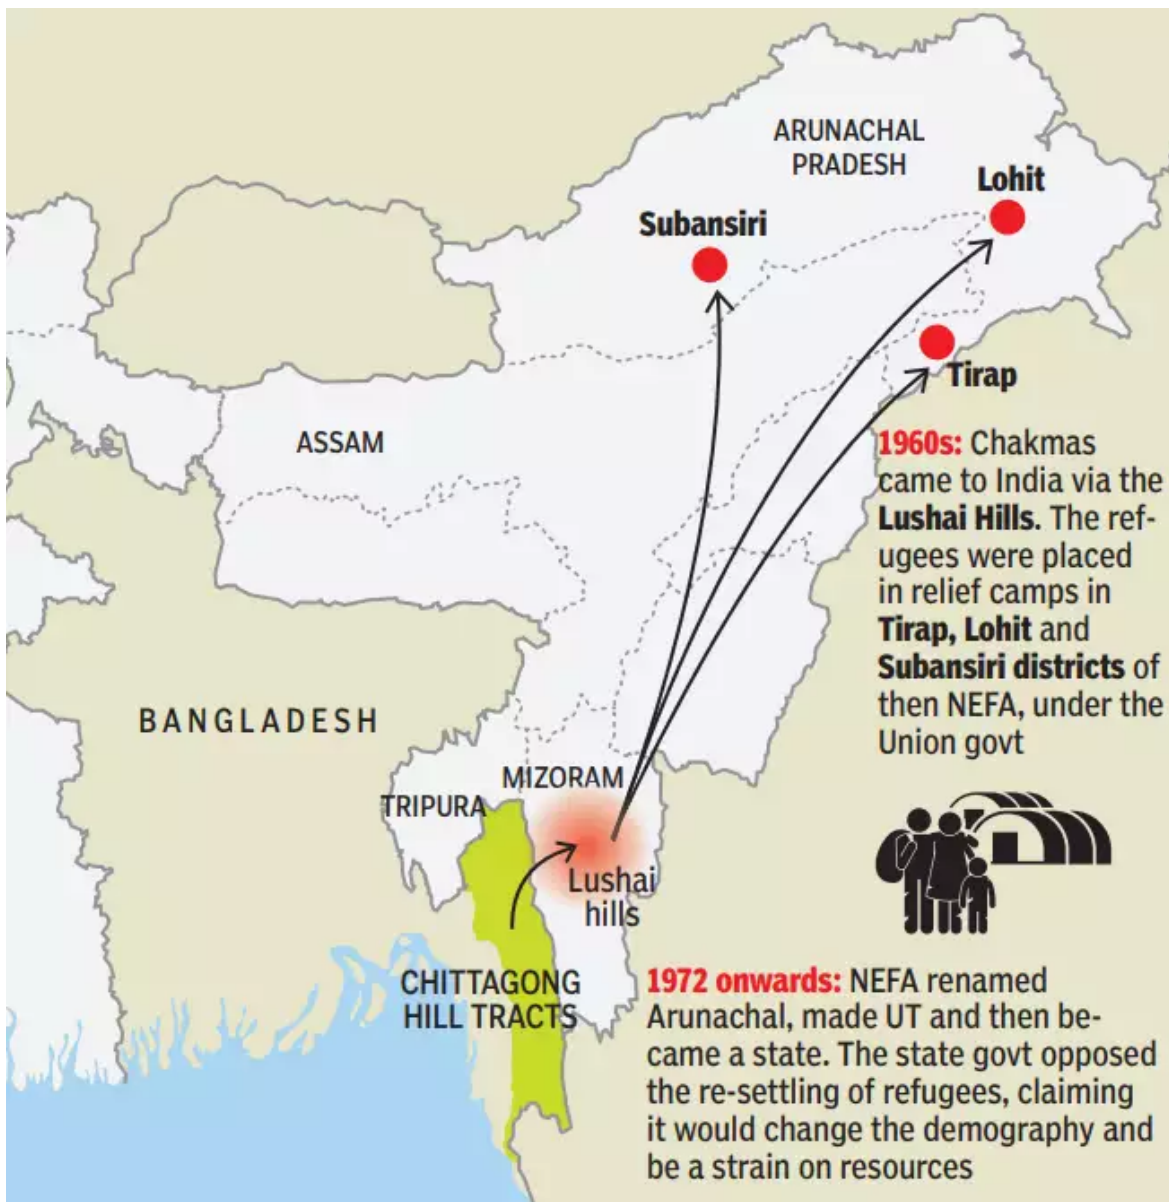 ARUNACHAL
PRADESH
Lohit
Subansiri
Tirap
ASSAM
1960s: Chakmas
came to India via the
Lushai Hills. The ref-
ugees were placed
in relief camps in
Tirap, Lohit and
Subansiri districts of
then NEFA, under the
Union govt
BANGLADESH
MIZORAM
TRIPURA
Lushai
hills
CHITTAGONG
HILL TRACTS
1972 onwards: NEFA renamed
Arunachal, made UT and then be-
came a state. The state govt opposed
the re-settling of refugees, claiming
it would change the demography and
be a strain on resources